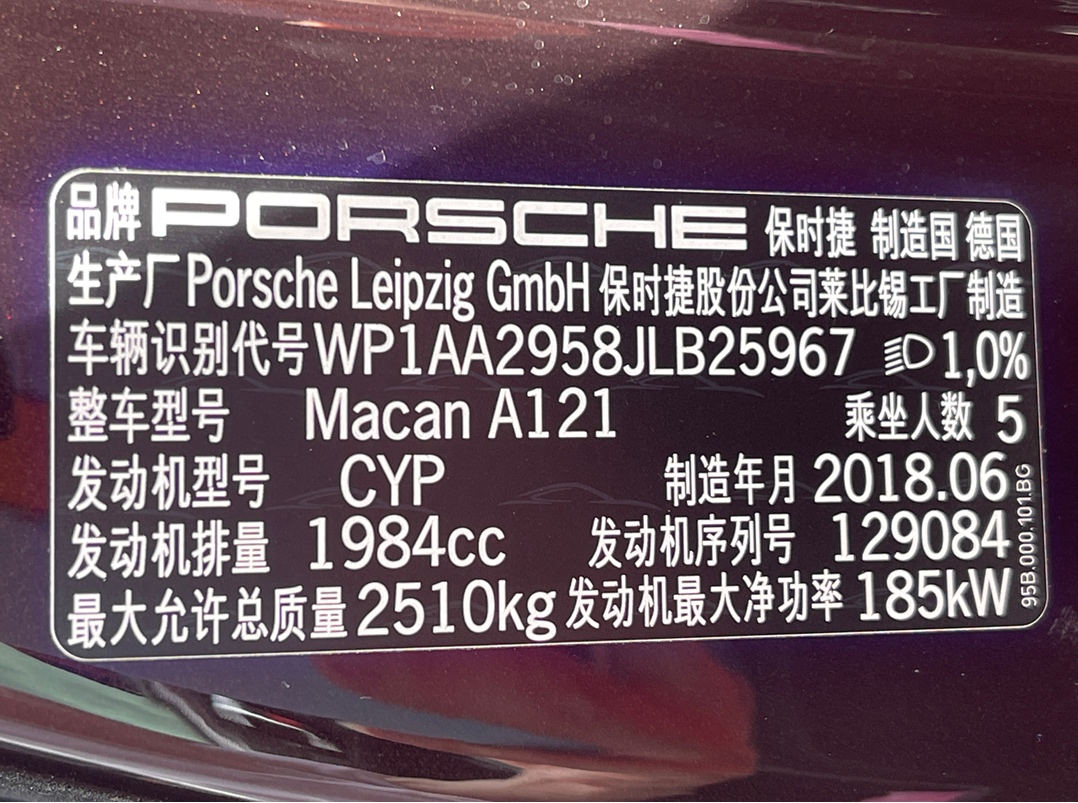 品牌 PORSCHE 保时捷 制造国 德国
生产厂 Porsche Leipzig GmbH 保时捷股份公司莱比锡工厂制造
车辆识别代号 WP1AA2958JLB25967 1,0%
整车型号 Macan A121 乘坐人数 5
发动机型号 CYP 制造年月 2018.06
发动机排量 1984cc 发动机序列号 129084
最大允许总质量 2510kg 发动机最大净功率 185kW
95B.000.101.BG